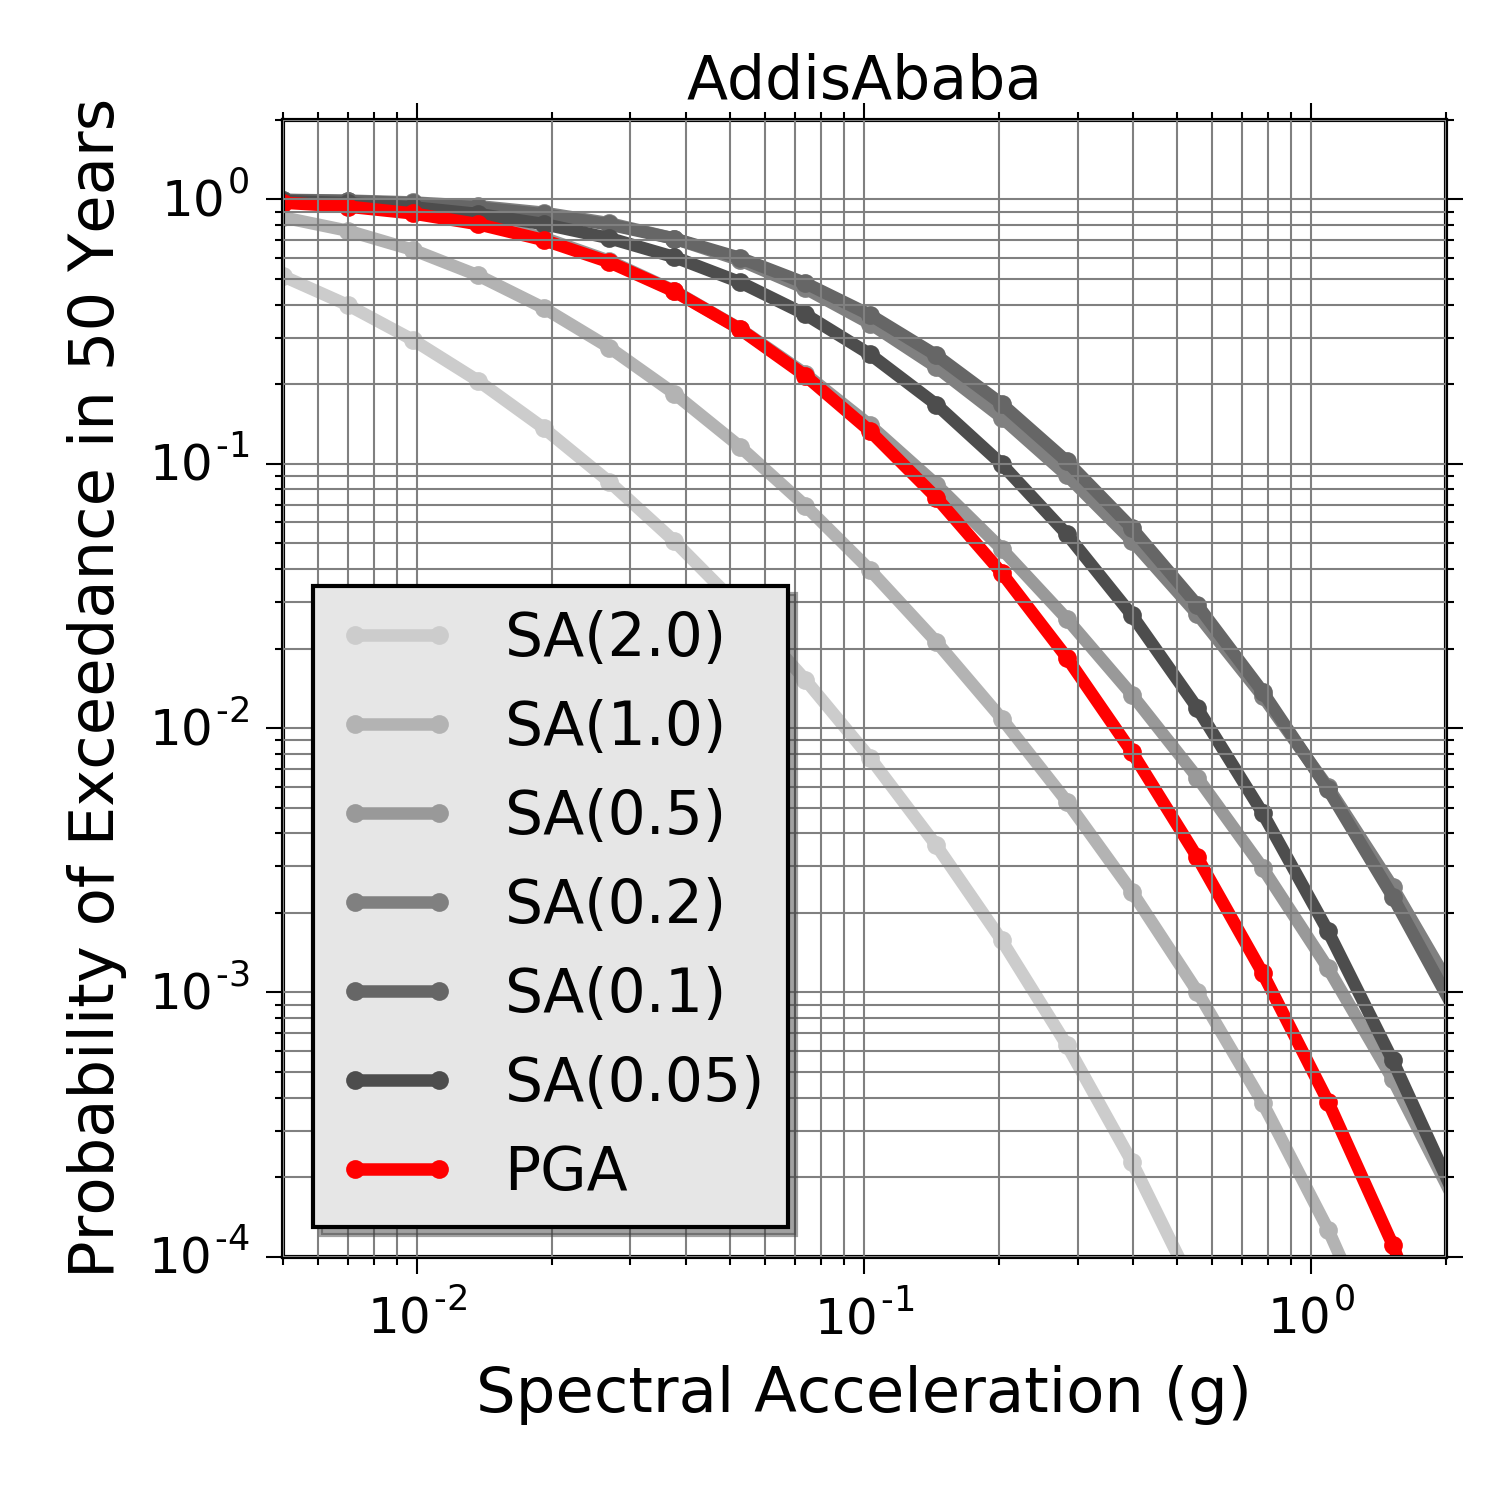 AddisAbaba
Probability of Exceedance in 50 Years
10^0
10^-1
10^-2
10^-3
10^-4
SA(2.0)
SA(1.0)
SA(0.5)
SA(0.2)
SA(0.1)
SA(0.05)
PGA
10^-2 10^-1 10^0
Spectral Acceleration (g)